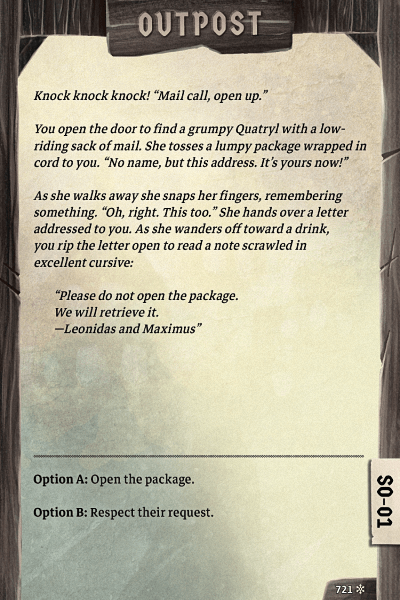 OUTPOST
Knock knock knock! “Mail call, open up.”
You open the door to find a grumpy Quatryl with a low-
riding sack of mail. She tosses a lumpy package wrapped in
cord to you. “No name, but this address. It’s yours now!”
As she walks away she snaps her fingers, remembering
something. “Oh, right. This too.” She hands over a letter
addressed to you. As she wanders off toward a drink,
you rip the letter open to read a note scrawled in
excellent cursive:
“Please do not open the package.
We will retrieve it.
—Leonidas and Maximus”
Option A: Open the package.
Option B: Respect their request.
SO-01
721